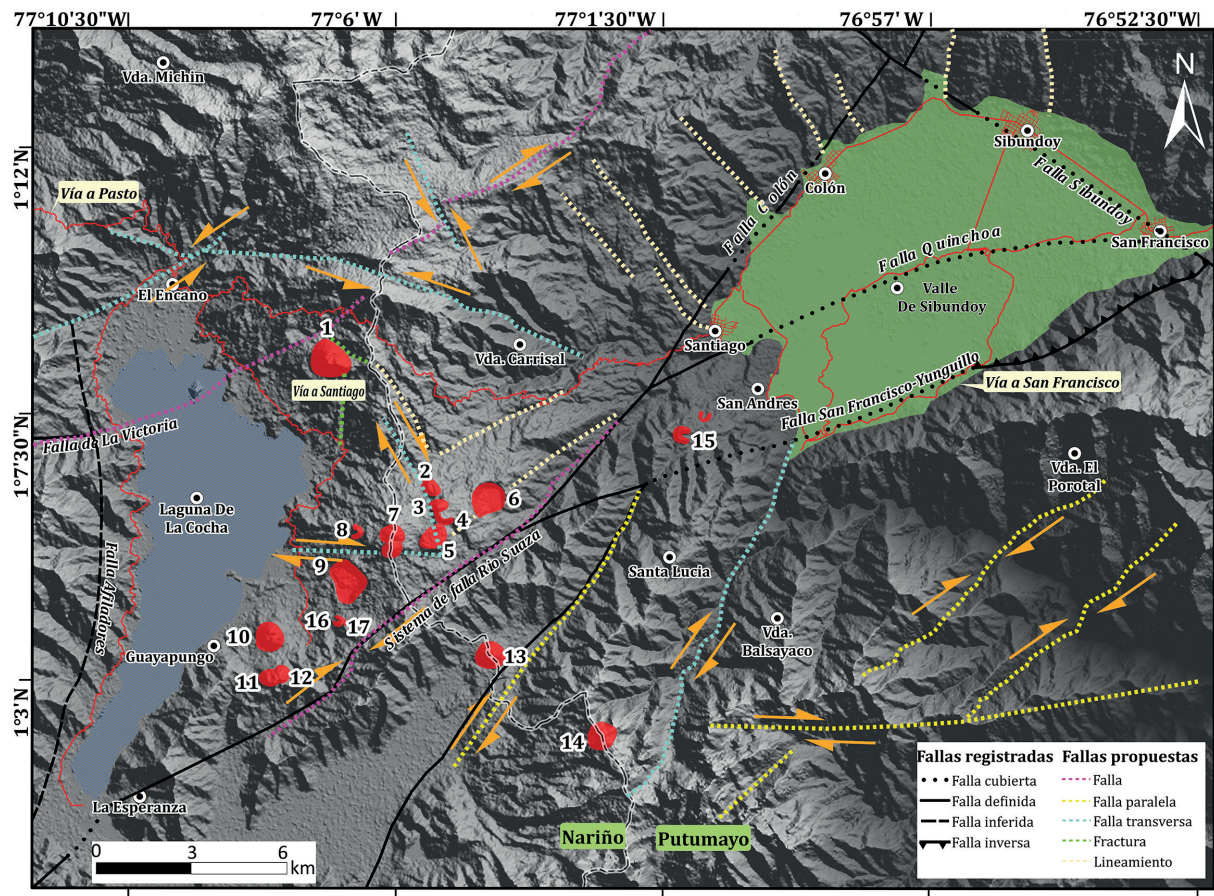 77°10'30"W
77°6'W
77°1'30"W
76°57'W
76°52'30"W
1°12'N
1°7'30"N
1°3'N
N
Vda. Michin
Vía a Pasto
Sibundoy
Falla Sibundoy
Colón
Falla Colón
San Francisco
Falla Quinchoa
El Encano
Valle
De Sibundoy
1
Santiago
Vda. Carrisal
Vía a Santiago
Falla San Francisco-Yunguillo
Vía a San Francisco
San Andres
15
Falla de La Victoria
Vda. El
Porotal
2
Laguna De
La Cocha
3
4
6
7
8
5
9
Santa Lucia
Falla Afiladores
Sistema de falla Rio Suaza
16
17
Vda.
Balsayaco
10
Guayapungo
13
11
12
14
La Esperanza
Nariño
Putumayo
0
3
6
km
Fallas registradas
Falla cubierta
Falla definida
Falla inferida
Falla inversa
Fallas propuestas
Falla
Falla paralela
Falla transversa
Fractura
Lineamiento